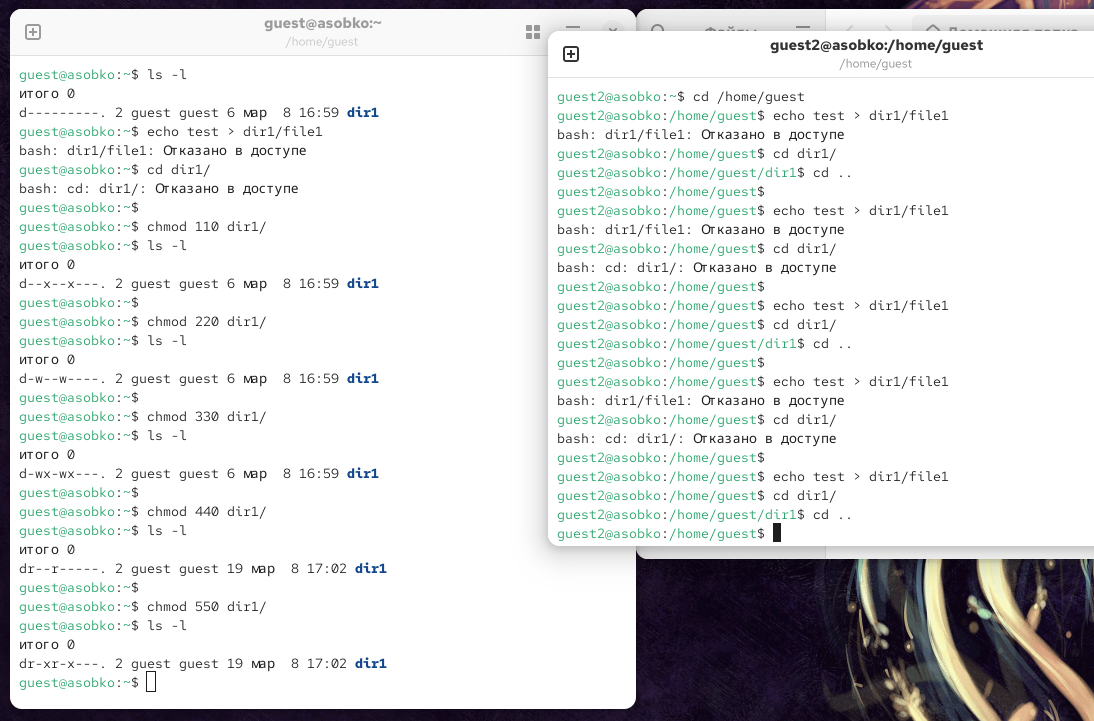 guest@asobko:~
/home/guest
guest@asobko:~$ ls -l
итого 0
d---------. 2 guest guest 6 мар  8 16:59 dir1
guest@asobko:~$ echo test > dir1/file1
bash: dir1/file1: Отказано в доступе
guest@asobko:~$ cd dir1/
bash: cd: dir1/: Отказано в доступе
guest@asobko:~$
guest@asobko:~$ chmod 110 dir1/
guest@asobko:~$ ls -l
итого 0
d--x--x---. 2 guest guest 6 мар  8 16:59 dir1
guest@asobko:~$
guest@asobko:~$ chmod 220 dir1/
guest@asobko:~$ ls -l
итого 0
d-w--w----. 2 guest guest 6 мар  8 16:59 dir1
guest@asobko:~$
guest@asobko:~$ chmod 330 dir1/
guest@asobko:~$ ls -l
итого 0
d-wx-wx---. 2 guest guest 6 мар  8 16:59 dir1
guest@asobko:~$
guest@asobko:~$ chmod 440 dir1/
guest@asobko:~$ ls -l
итого 0
dr--r-----. 2 guest guest 19 мар  8 17:02 dir1
guest@asobko:~$
guest@asobko:~$ chmod 550 dir1/
guest@asobko:~$ ls -l
итого 0
dr-xr-x---. 2 guest guest 19 мар  8 17:02 dir1
guest@asobko:~$
guest2@asobko:/home/guest
/home/guest
guest2@asobko:~$ cd /home/guest
guest2@asobko:/home/guest$ echo test > dir1/file1
bash: dir1/file1: Отказано в доступе
guest2@asobko:/home/guest$ cd dir1/
guest2@asobko:/home/guest/dir1$ cd ..
guest2@asobko:/home/guest$
guest2@asobko:/home/guest$ echo test > dir1/file1
bash: dir1/file1: Отказано в доступе
guest2@asobko:/home/guest$ cd dir1/
bash: cd: dir1/: Отказано в доступе
guest2@asobko:/home/guest$
guest2@asobko:/home/guest$ echo test > dir1/file1
guest2@asobko:/home/guest$ cd dir1/
guest2@asobko:/home/guest/dir1$ cd ..
guest2@asobko:/home/guest$
guest2@asobko:/home/guest$ echo test > dir1/file1
bash: dir1/file1: Отказано в доступе
guest2@asobko:/home/guest$ cd dir1/
bash: cd: dir1/: Отказано в доступе
guest2@asobko:/home/guest$
guest2@asobko:/home/guest$ echo test > dir1/file1
guest2@asobko:/home/guest$ cd dir1/
guest2@asobko:/home/guest/dir1$ cd ..
guest2@asobko:/home/guest$